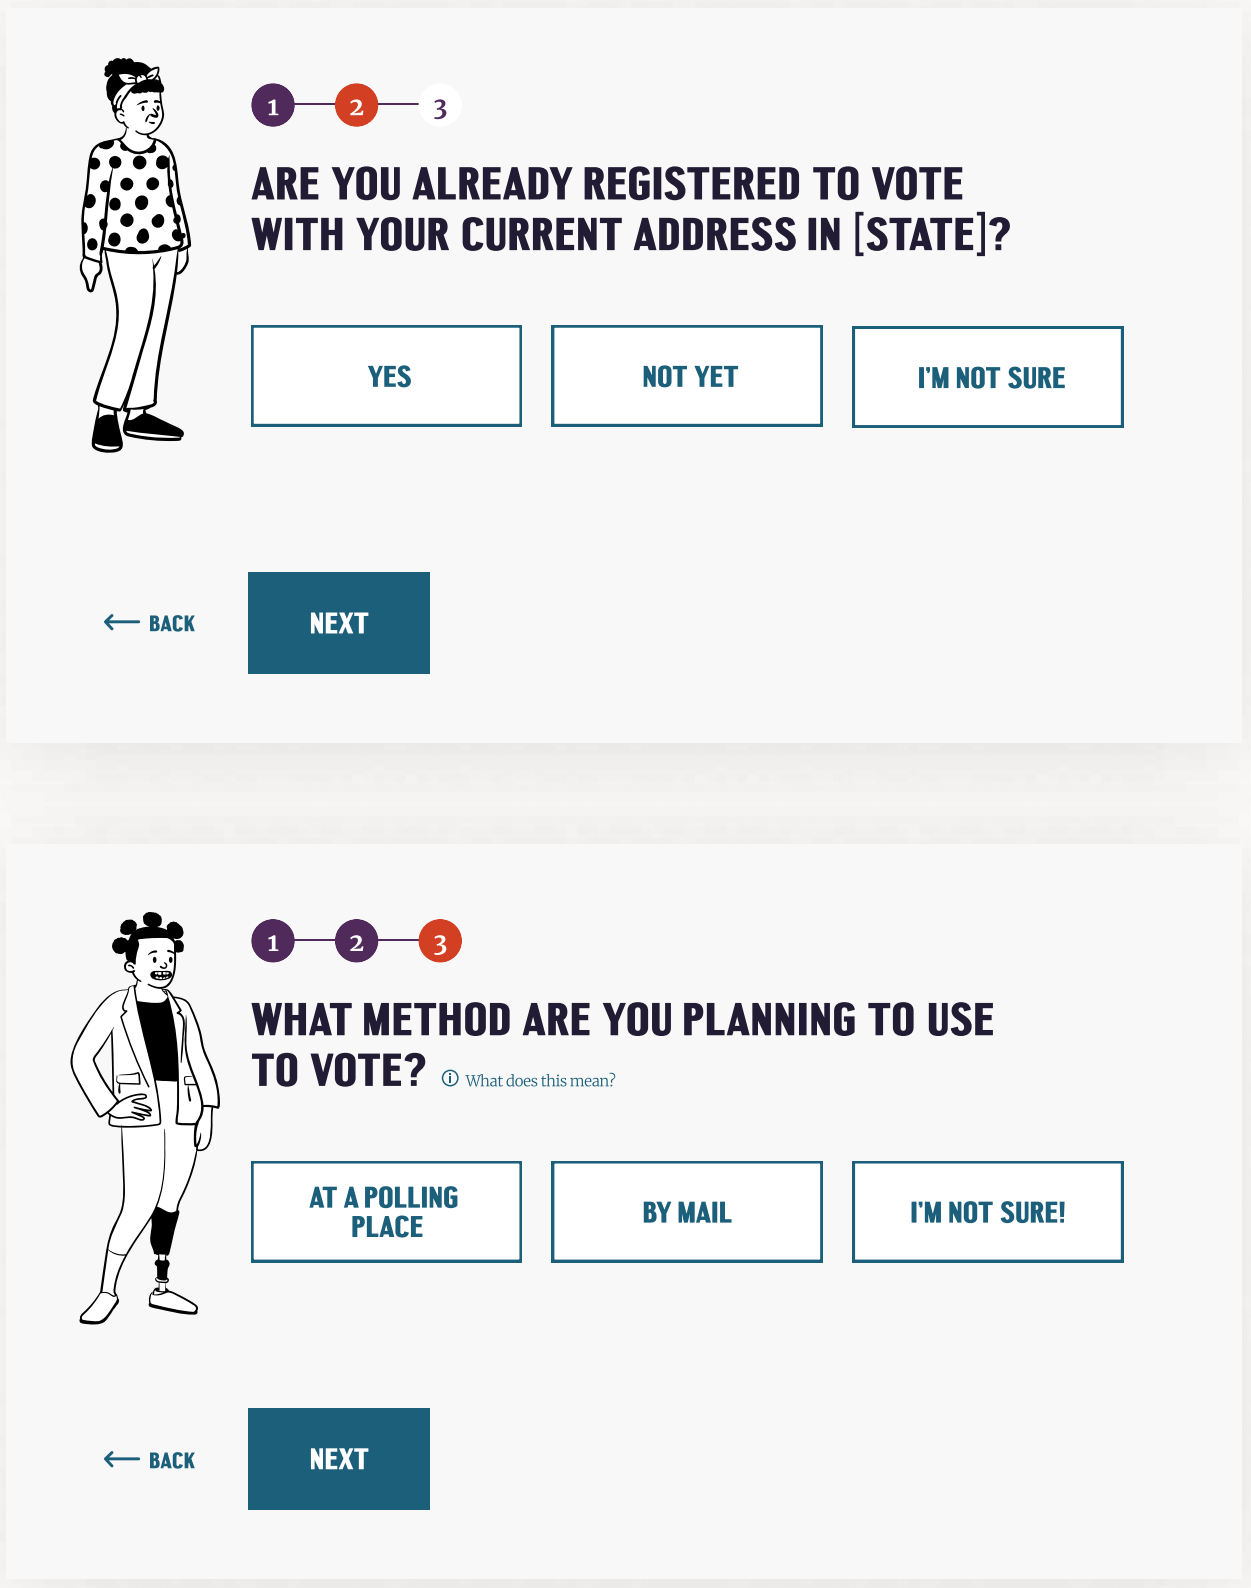 1 2 3
ARE YOU ALREADY REGISTERED TO VOTE
WITH YOUR CURRENT ADDRESS IN [STATE]?
YES
NOT YET
I'M NOT SURE
BACK
NEXT
1 2 3
WHAT METHOD ARE YOU PLANNING TO USE
TO VOTE? What does this mean?
AT A POLLING
PLACE
BY MAIL
I'M NOT SURE!
BACK
NEXT